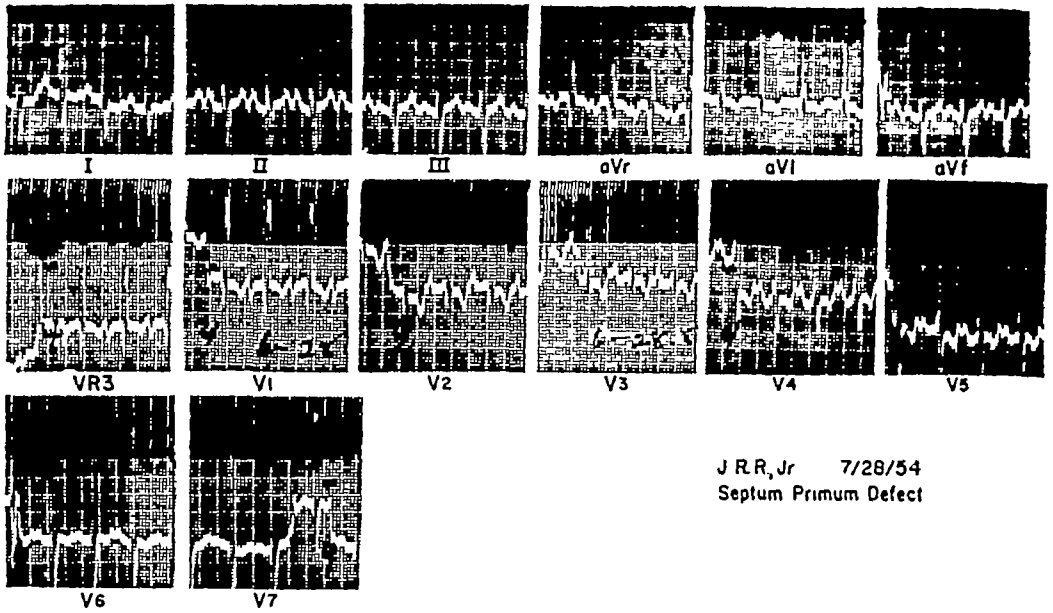 I II III aVr aVl aVf
VR3 V1 V2 V3 V4 V5
J R.R, Jr 7/28/54
Septum Primum Defect
V6 V7